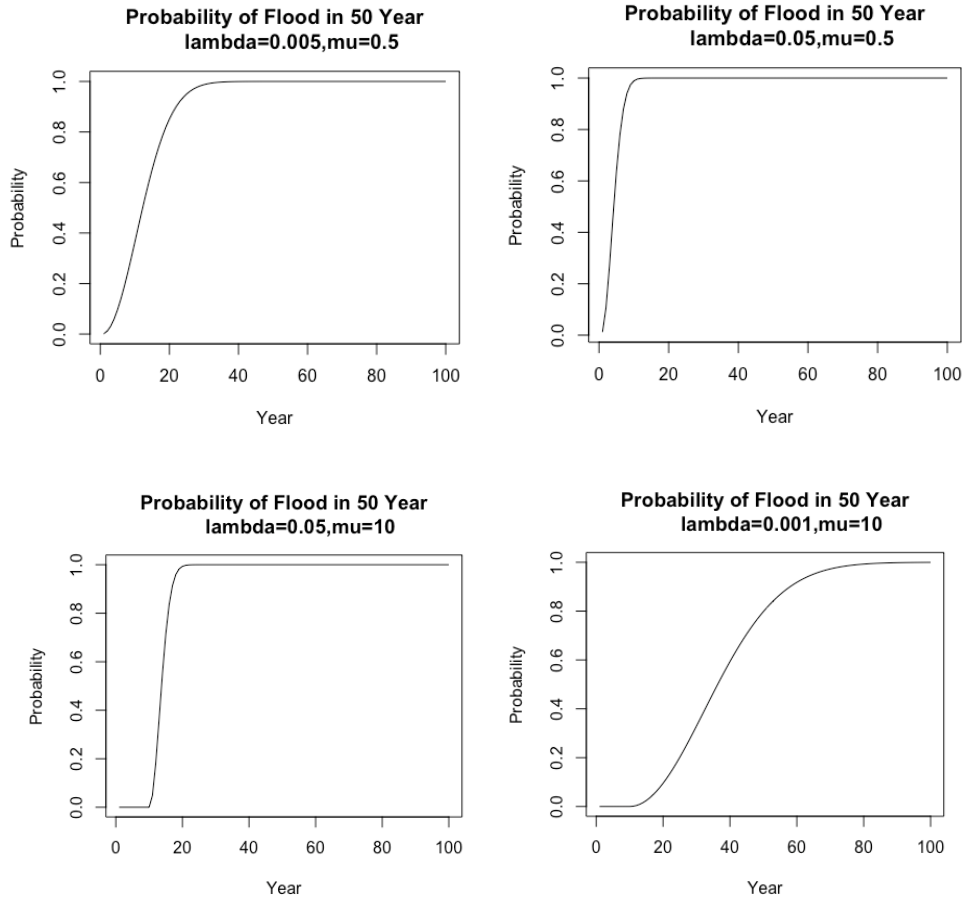 Probability of Flood in 50 Year
lambda=0.005,mu=0.5
Probability
0.0 0.2 0.4 0.6 0.8 1.0
0 20 40 60 80 100
Year
Probability of Flood in 50 Year
lambda=0.05,mu=0.5
Probability
0.0 0.2 0.4 0.6 0.8 1.0
0 20 40 60 80 100
Year
Probability of Flood in 50 Year
lambda=0.05,mu=10
Probability
0.0 0.2 0.4 0.6 0.8 1.0
0 20 40 60 80 100
Year
Probability of Flood in 50 Year
lambda=0.001,mu=10
Probability
0.0 0.2 0.4 0.6 0.8 1.0
0 20 40 60 80 100
Year